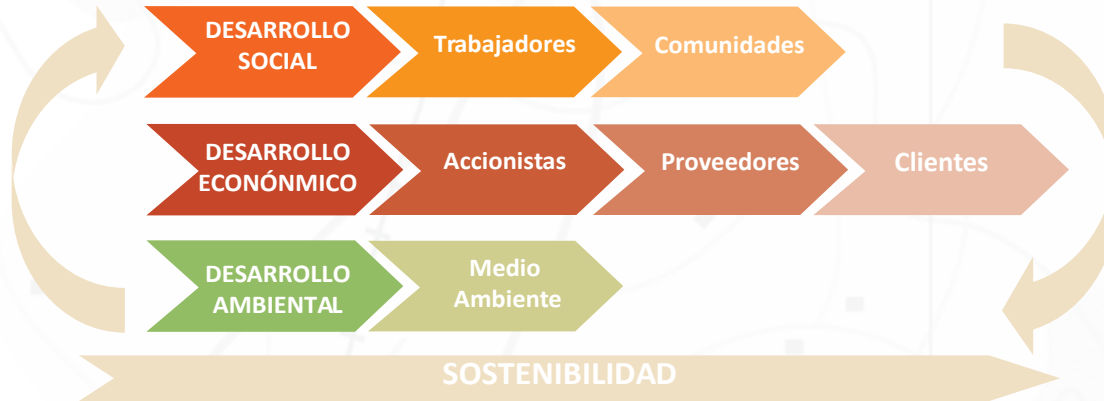 DESARROLLO
SOCIAL
Trabajadores
Comunidades
DESARROLLO
ECONÓNMICO
Accionistas
Proveedores
Clientes
DESARROLLO
AMBIENTAL
Medio
Ambiente
SOSTENIBILIDAD